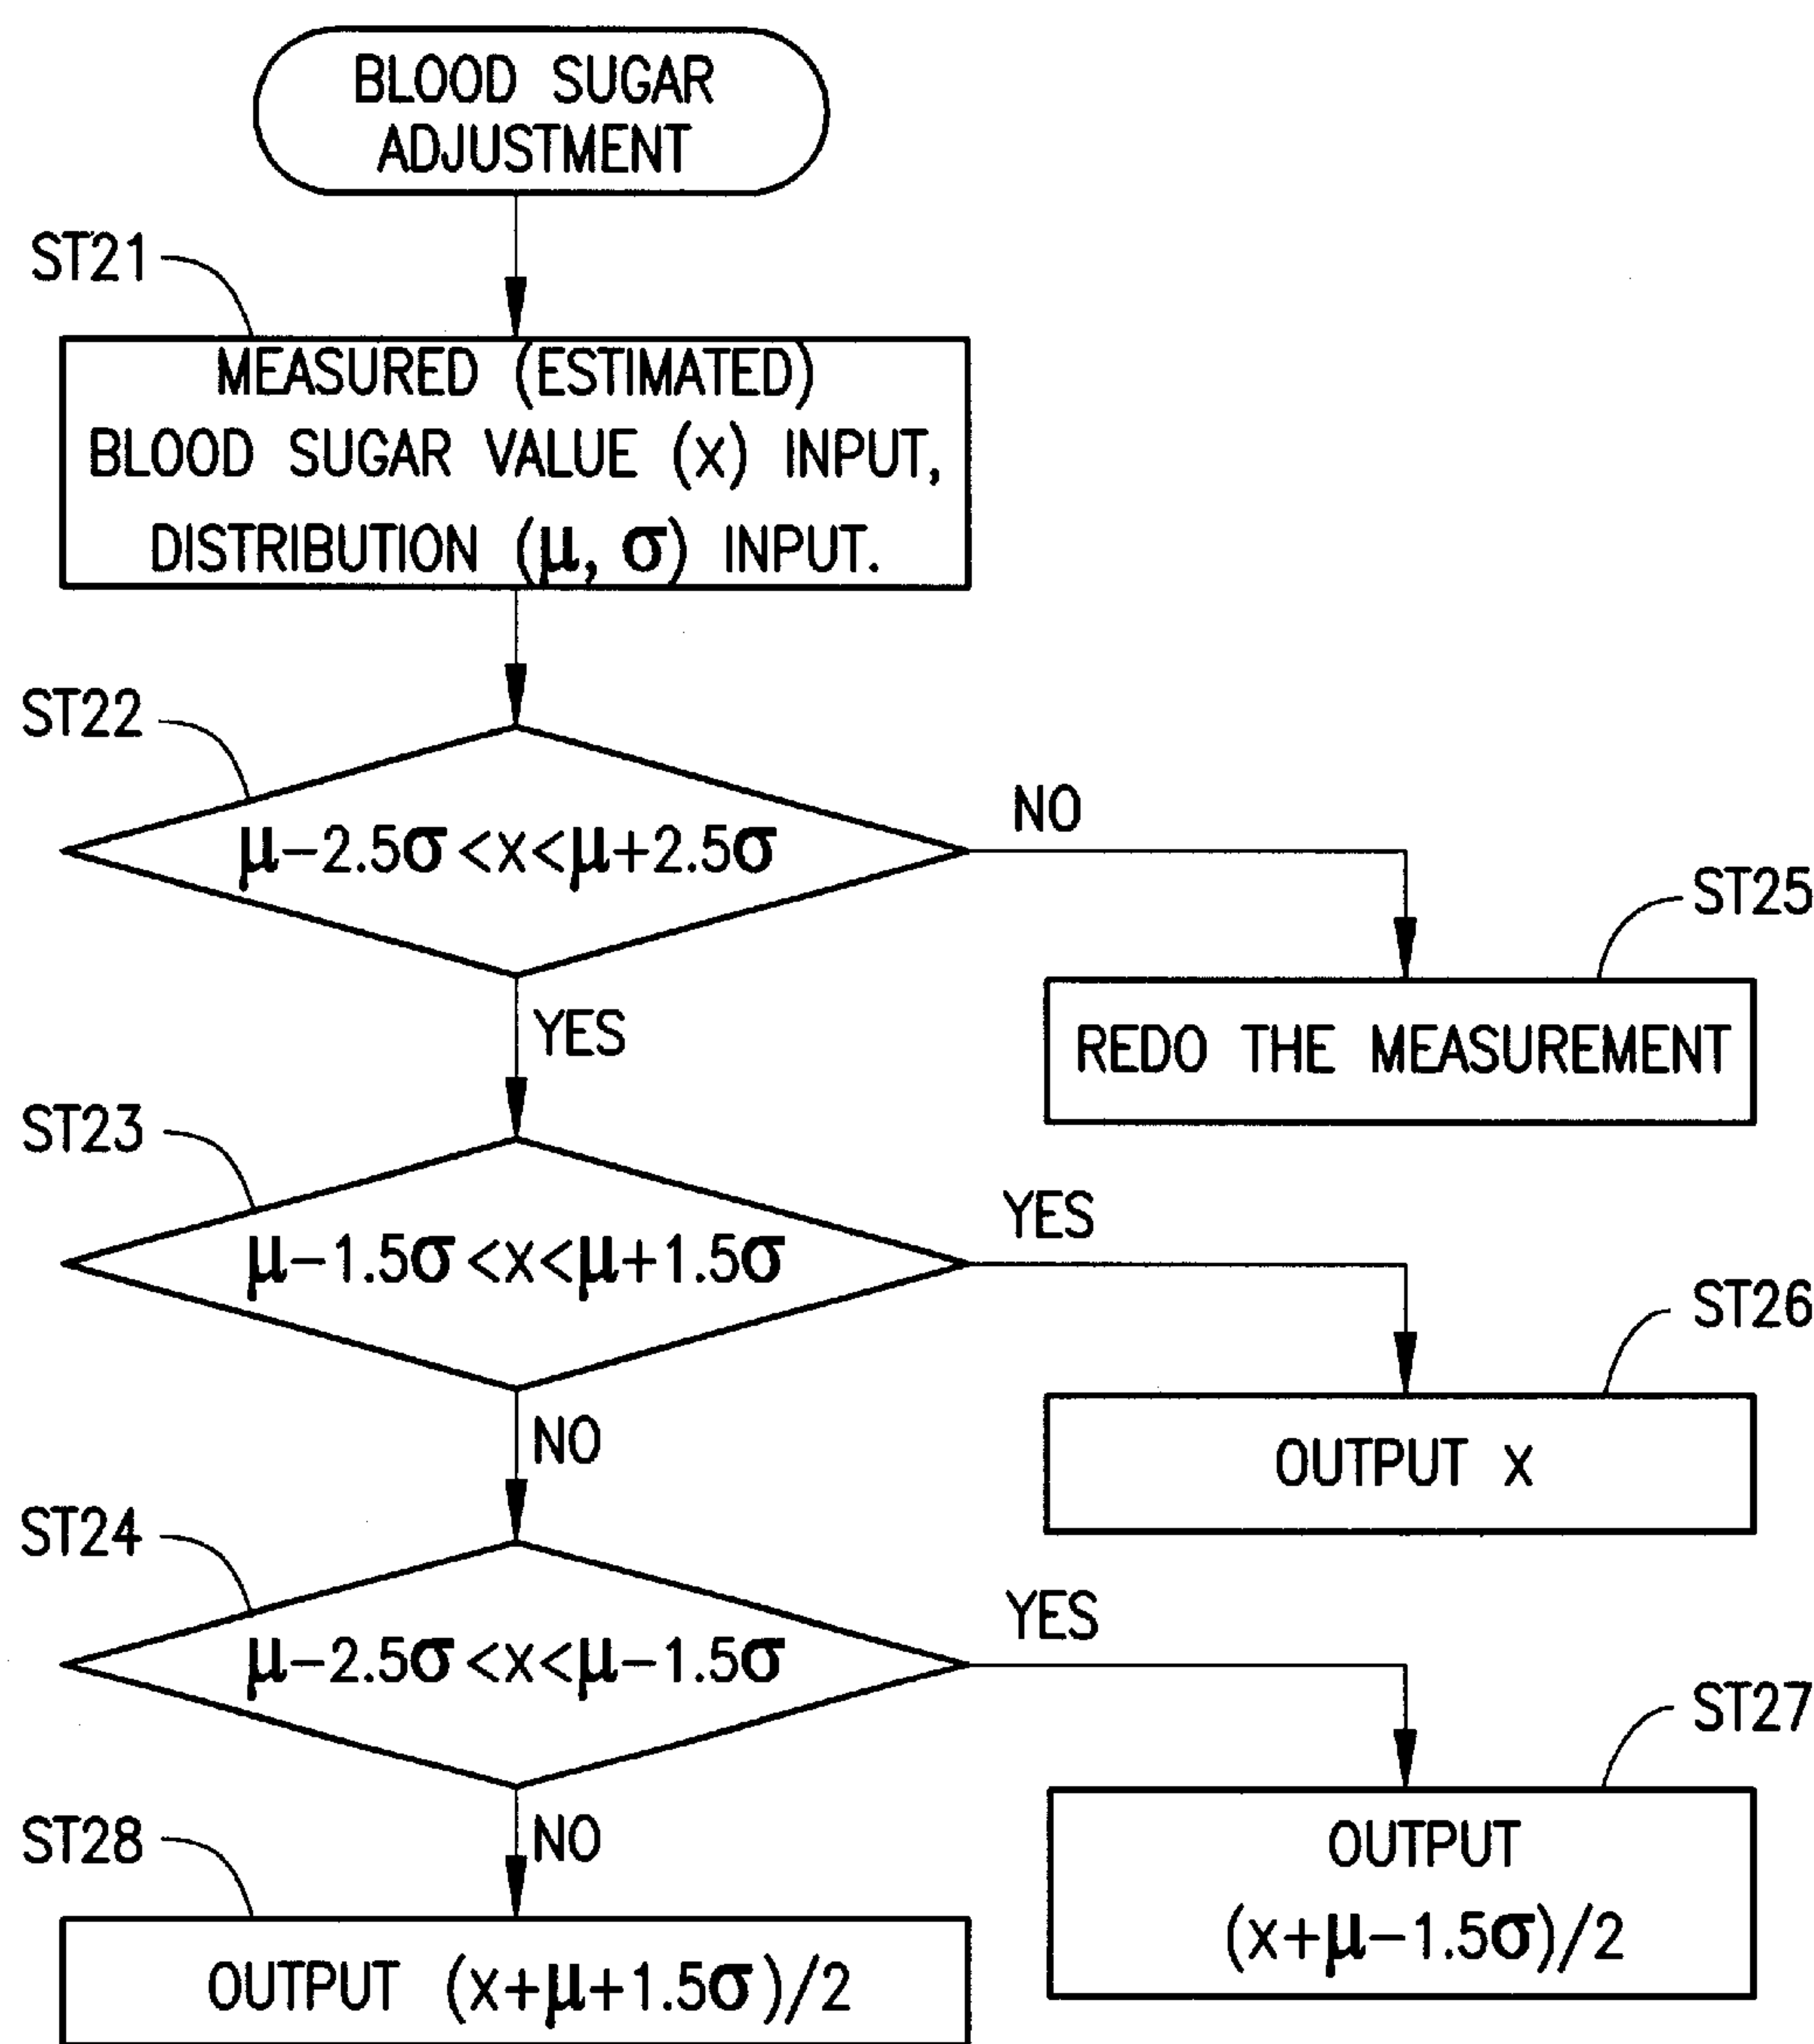 BLOOD SUGAR
ADJUSTMENT
ST21
MEASURED (ESTIMATED)
BLOOD SUGAR VALUE (x) INPUT,
DISTRIBUTION (μ, σ) INPUT.
ST22
μ-2.5σ<x<μ+2.5σ
NO
ST25
REDO THE MEASUREMENT
YES
ST23
μ-1.5σ<x<μ+1.5σ
YES
ST26
OUTPUT x
NO
ST24
μ-2.5σ<x<μ-1.5σ
YES
ST27
OUTPUT
(x+μ-1.5σ)/2
NO
ST28
OUTPUT (x+μ+1.5σ)/2